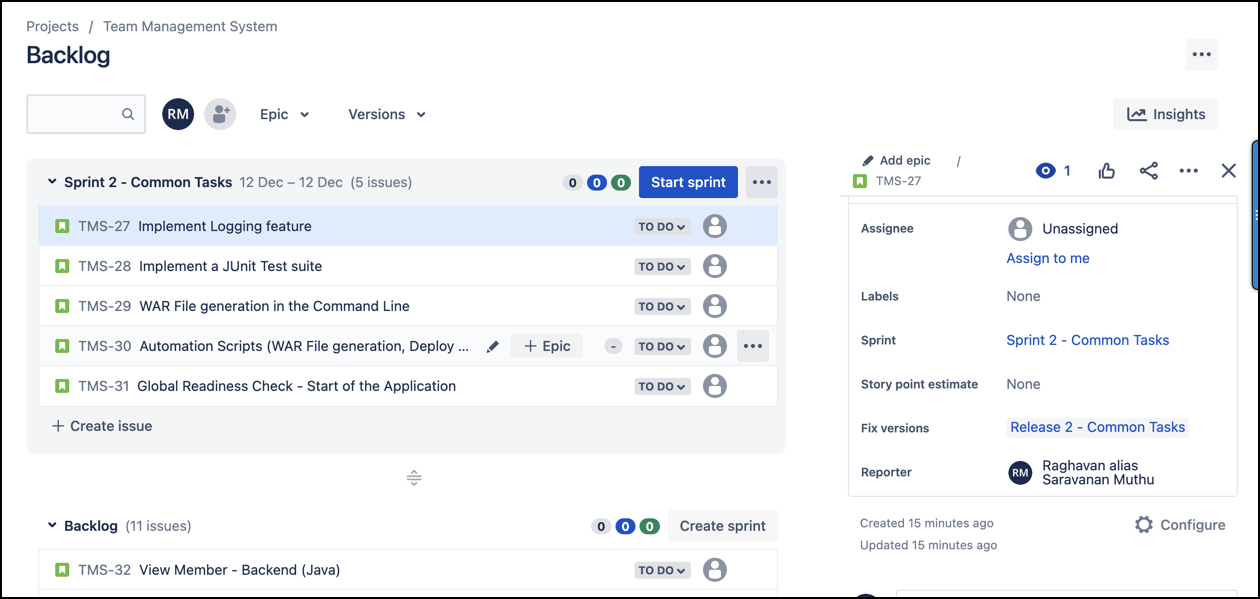 Projects / Team Management System
Backlog
RM
Epic
Versions
Insights
Sprint 2 - Common Tasks 12 Dec – 12 Dec (5 issues)
0 0 0 Start sprint
TMS-27 Implement Logging feature TO DO
TMS-28 Implement a JUnit Test suite TO DO
TMS-29 WAR File generation in the Command Line TO DO
TMS-30 Automation Scripts (WAR File generation, Deploy ... + Epic - TO DO
TMS-31 Global Readiness Check - Start of the Application TO DO
+ Create issue
Backlog (11 issues) 0 0 0 Create sprint
TMS-32 View Member - Backend (Java) TO DO
Add epic /
TMS-27
1
Assignee Unassigned
Assign to me
Labels None
Sprint Sprint 2 - Common Tasks
Story point estimate None
Fix versions Release 2 - Common Tasks
Reporter RM Raghavan alias
Saravanan Muthu
Created 15 minutes ago
Configure
Updated 15 minutes ago